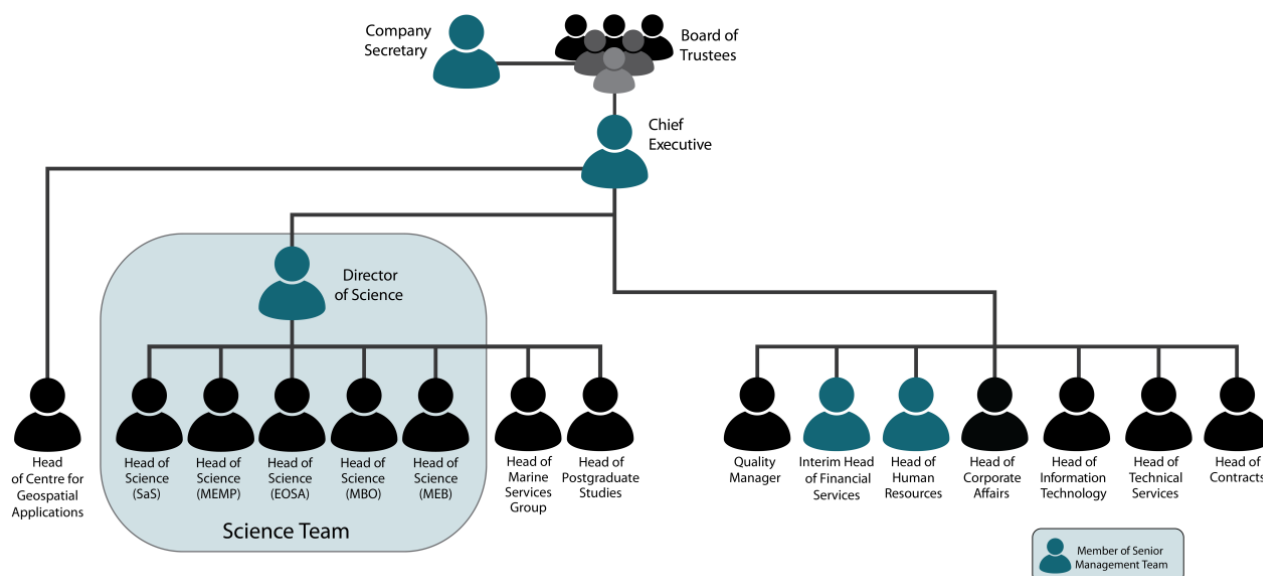 Company
Secretary
Board of
Trustees
Chief
Executive
Director
of Science
Head
of Centre for
Geospatial
Applications
Head of
Science
(SaS)
Head of
Science
(MEMP)
Head of
Science
(EOSA)
Head of
Science
(MBO)
Head of
Science
(MEB)
Head of
Marine
Services
Group
Head of
Postgraduate
Studies
Quality
Manager
Interim Head
of Financial
Services
Head of
Human
Resources
Head of
Corporate
Affairs
Head of
Information
Technology
Head of
Technical
Services
Head of
Contracts
Science Team
Member of Senior
Management Team